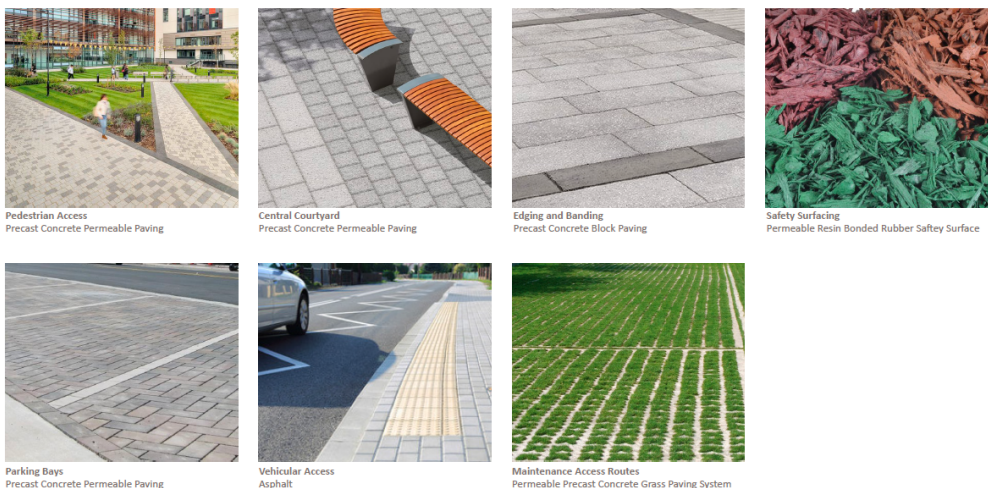 Pedestrian Access
Precast Concrete Permeable Paving
Central Courtyard
Precast Concrete Permeable Paving
Edging and Banding
Precast Concrete Block Paving
Safety Surfacing
Permeable Resin Bonded Rubber Saftey Surface
Parking Bays
Precast Concrete Permeable Paving
Vehicular Access
Asphalt
Maintenance Access Routes
Permeable Precast Concrete Grass Paving System